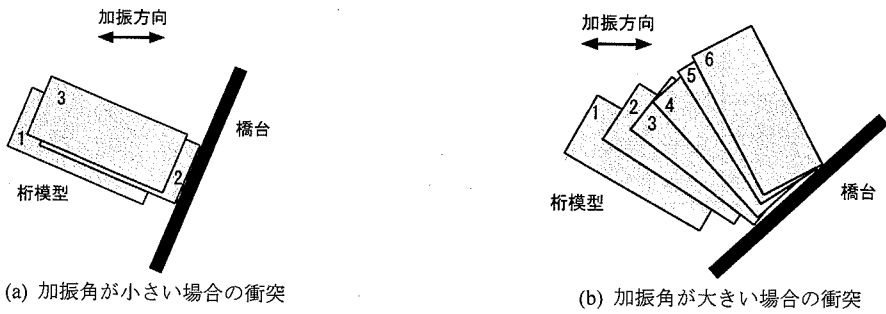 加振方向
3
1
2
橋台
桁模型
(a) 加振角が小さい場合の衝突
加振方向
6
5
1
2
4
3
橋台
桁模型
(b) 加振角が大きい場合の衝突